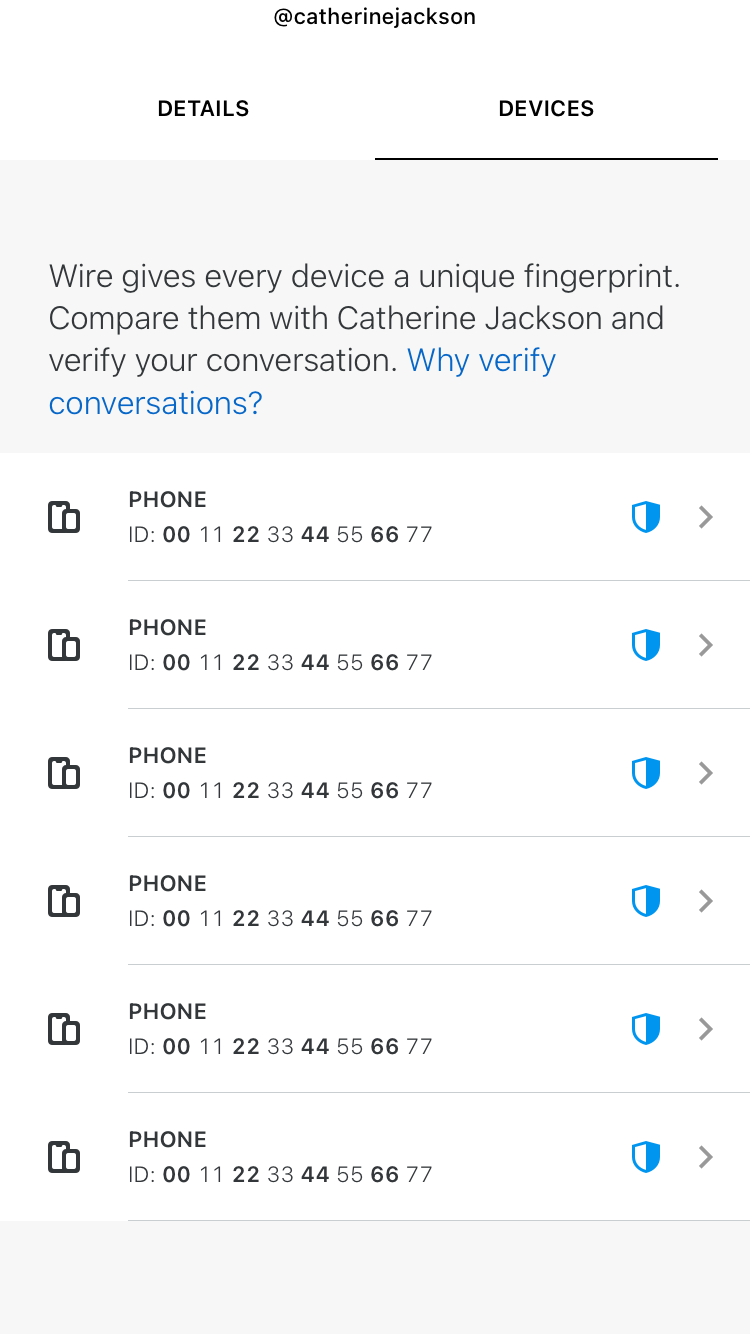 @catherinejackson
DETAILS DEVICES
Wire gives every device a unique fingerprint.
Compare them with Catherine Jackson and
verify your conversation. Why verify
conversations?
PHONE
ID: 00 11 22 33 44 55 66 77
PHONE
ID: 00 11 22 33 44 55 66 77
PHONE
ID: 00 11 22 33 44 55 66 77
PHONE
ID: 00 11 22 33 44 55 66 77
PHONE
ID: 00 11 22 33 44 55 66 77
PHONE
ID: 00 11 22 33 44 55 66 77